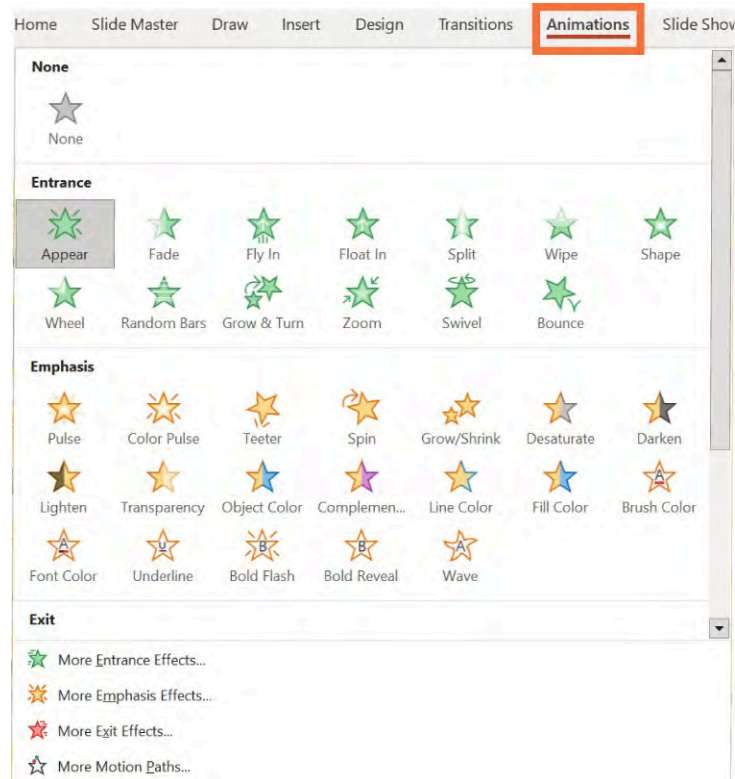 Home Slide Master Draw Insert Design Transitions Animations Slide Show
None
None
Entrance
Appear Fade Fly In Float In Split Wipe Shape
Wheel Random Bars Grow & Turn Zoom Swivel Bounce
Emphasis
Pulse Color Pulse Teeter Spin Grow/Shrink Desaturate Darken
Lighten Transparency Object Color Complemen... Line Color Fill Color Brush Color
Font Color Underline Bold Flash Bold Reveal Wave
Exit
More Entrance Effects...
More Emphasis Effects...
More Exit Effects...
More Motion Paths...